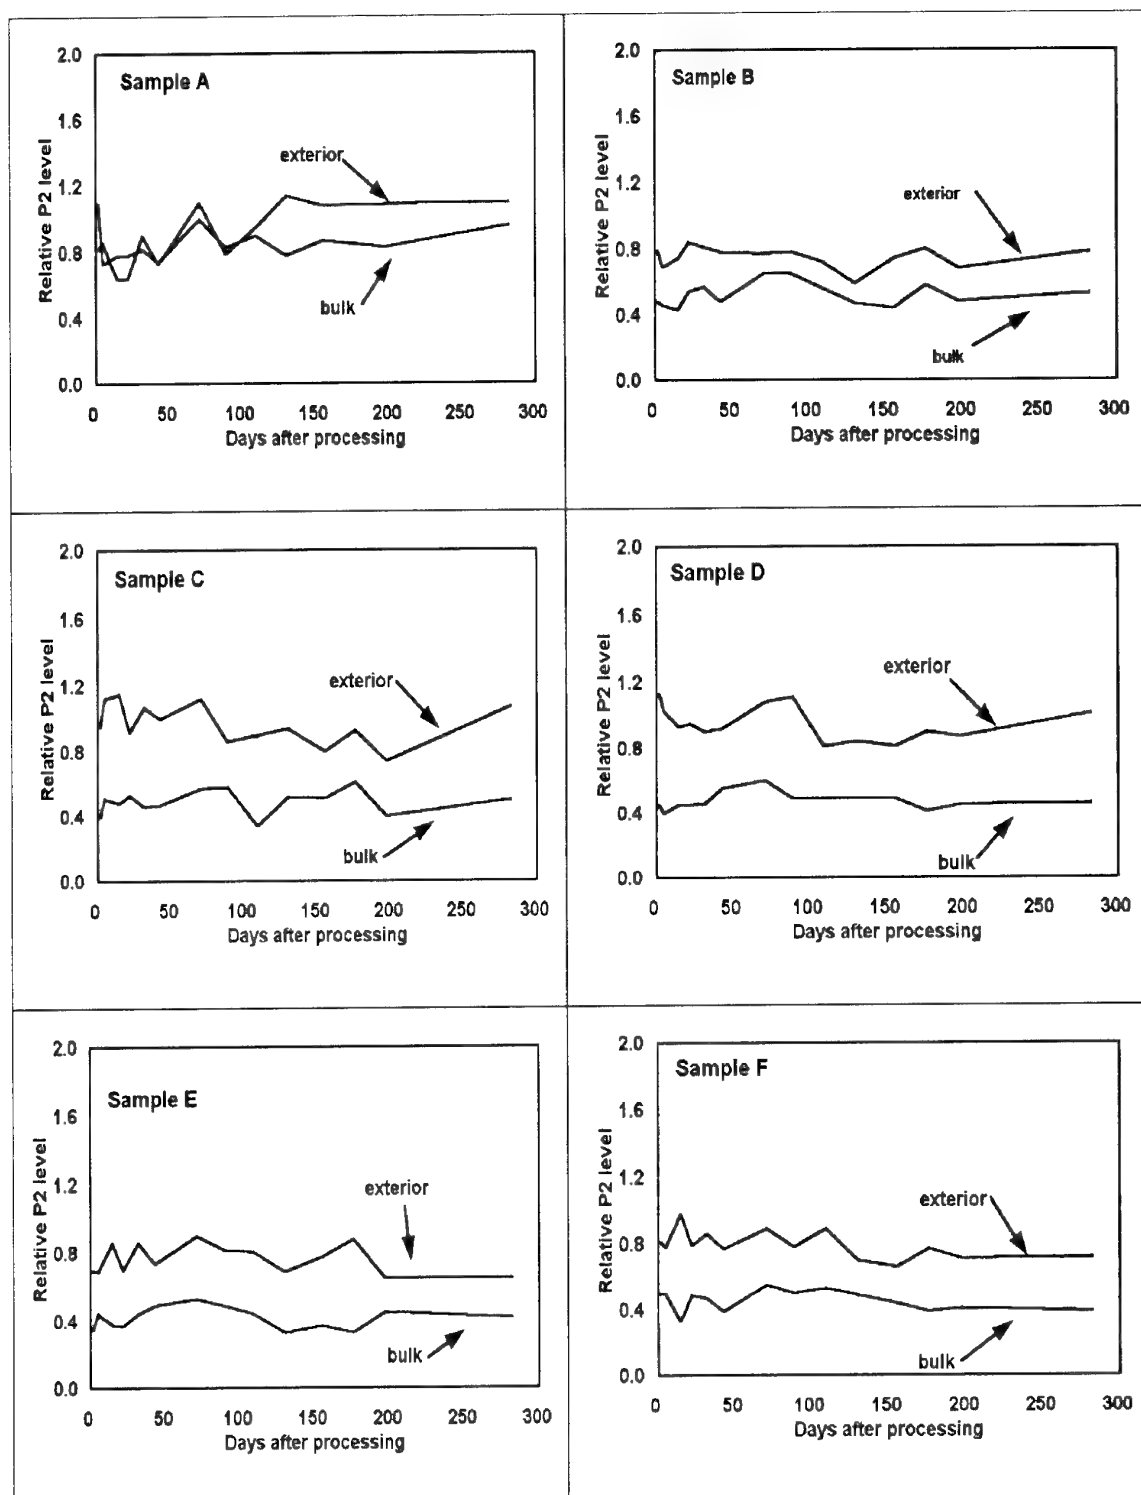 Sample A
Relative P2 level
2.0
1.6
1.2
0.8
0.4
0.0
exterior
bulk
0 50 100 150 200 250 300
Days after processing
Sample B
Relative P2 level
2.0
1.6
1.2
0.8
0.4
0.0
exterior
bulk
0 50 100 150 200 250 300
Days after processing
Sample C
Relative P2 level
2.0
1.6
1.2
0.8
0.4
0.0
exterior
bulk
0 50 100 150 200 250 300
Days after processing
Sample D
Relative P2 level
2.0
1.6
1.2
0.8
0.4
0.0
exterior
bulk
0 50 100 150 200 250 300
Days after processing
Sample E
Relative P2 level
2.0
1.6
1.2
0.8
0.4
0.0
exterior
bulk
0 50 100 150 200 250 300
Days after processing
Sample F
Relative P2 level
2.0
1.6
1.2
0.8
0.4
0.0
exterior
bulk
0 50 100 150 200 250 300
Days after processing